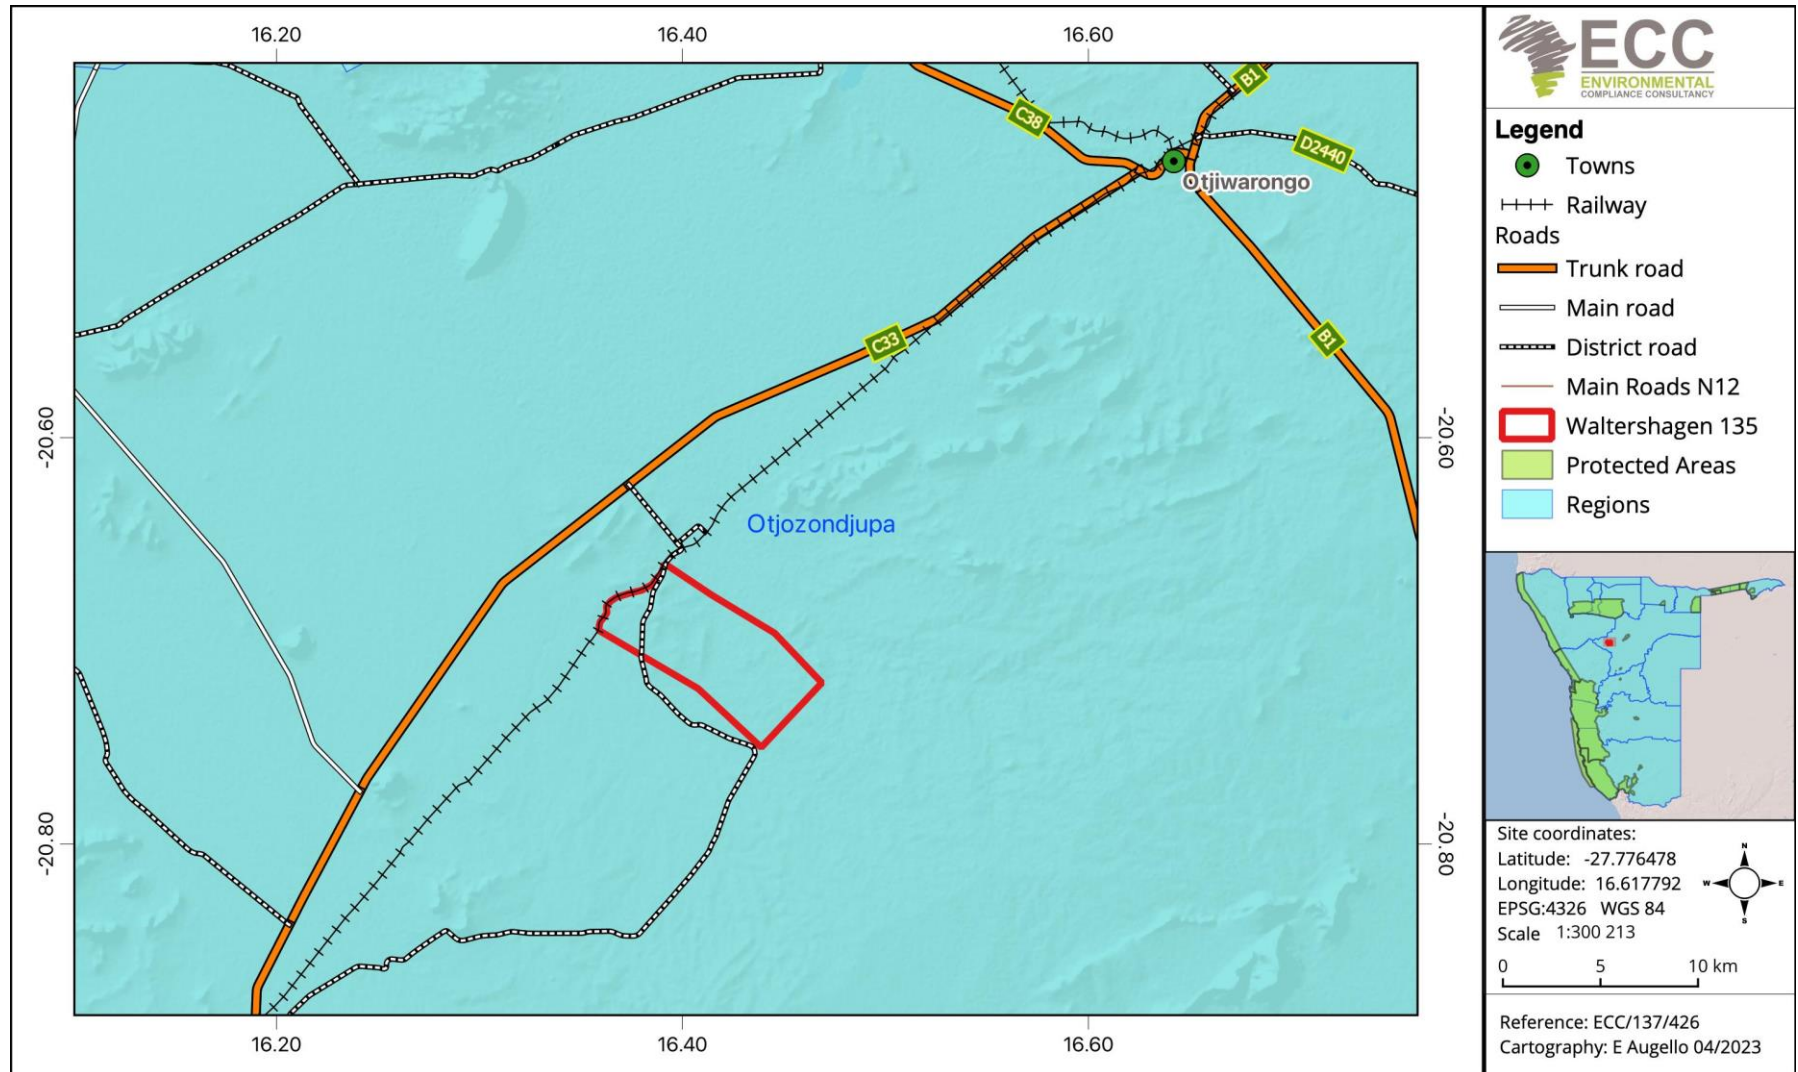 16.20
16.40
16.60
-20.60
-20.80
-20.60
-20.80
16.20
16.40
16.60
B1
C38
D2440
Otjiwarongo
C33
B1
Otjozondjupa
ECC
ENVIRONMENTAL
COMPLIANCE CONSULTANCY
Legend
Towns
Railway
Roads
Trunk road
Main road
District road
Main Roads N12
Waltershagen 135
Protected Areas
Regions
Site coordinates:
Latitude: -27.776478
Longitude: 16.617792
EPSG:4326 WGS 84
Scale 1:300 213
N
W E
S
0 5 10 km
Reference: ECC/137/426
Cartography: E Augello 04/2023